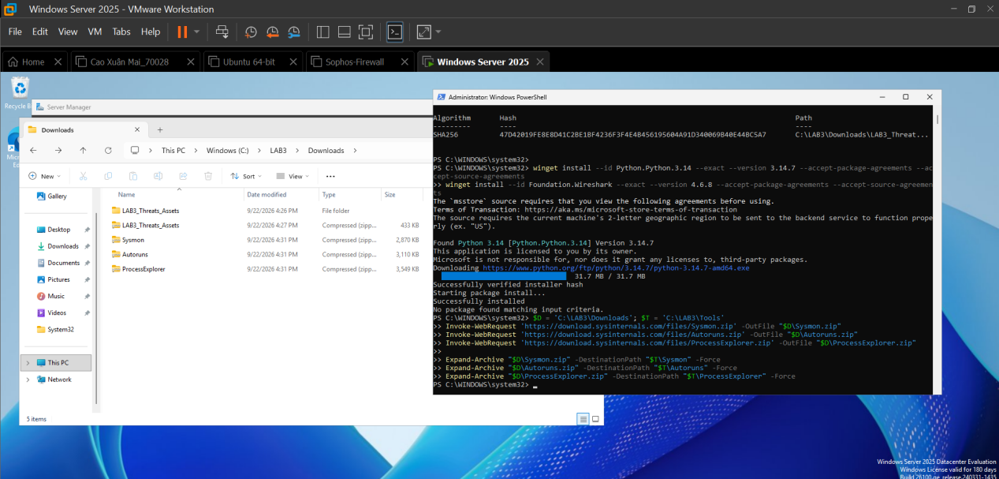 Windows Server 2025 - VMware Workstation
File Edit View VM Tabs Help
Home Cao Xuân Mai_70028 Ubuntu 64-bit Sophos-Firewall Windows Server 2025
Recycle B
Server Manager
Downloads
This PC Windows (C:) LAB3 Downloads
New Sort View
Gallery
Desktop
Downloads
Documents
Pictures
Music
Videos
System32
This PC
Network
Name Date modified Type Size
LAB3_Threats_Assets 9/22/2026 4:26 PM File folder
LAB3_Threats_Assets 9/22/2026 4:27 PM Compressed (zipp... 433 KB
Sysmon 9/22/2026 4:31 PM Compressed (zipp... 2,870 KB
Autoruns 9/22/2026 4:31 PM Compressed (zipp... 3,110 KB
ProcessExplorer 9/22/2026 4:31 PM Compressed (zipp... 3,549 KB
5 items
Administrator: Windows PowerShell
Algorithm Hash Path
--------- ---- ----
SHA256 47D42019FE8E8D41C2BE1BF4236F3F4E4B456195604A91D340069B40E44BC5A7 C:\LAB3\Downloads\LAB3_Threat...
PS C:\WINDOWS\system32>
PS C:\WINDOWS\system32> winget install --id Python.Python.3.14 --exact --version 3.14.7 --accept-package-agreements --ac
cept-source-agreements
>> winget install --id Foundation.Wireshark --exact --version 4.6.8 --accept-package-agreements --accept-source-agreemen
ts
The `msstore` source requires that you view the following agreements before using.
Terms of Transaction: https://aka.ms/microsoft-store-terms-of-transaction
The source requires the current machine's 2-letter geographic region to be sent to the backend service to function prope
rly (ex. "US").
Found Python 3.14 [Python.Python.3.14] Version 3.14.7
This application is licensed to you by its owner.
Microsoft is not responsible for, nor does it grant any licenses to, third-party packages.
Downloading https://www.python.org/ftp/python/3.14.7/python-3.14.7-amd64.exe
31.7 MB / 31.7 MB
Successfully verified installer hash
Starting package install...
Successfully installed
No package found matching input criteria.
PS C:\WINDOWS\system32> $D = 'C:\LAB3\Downloads'; $T = 'C:\LAB3\Tools'
>> Invoke-WebRequest 'https://download.sysinternals.com/files/Sysmon.zip' -OutFile "$D\Sysmon.zip"
>> Invoke-WebRequest 'https://download.sysinternals.com/files/Autoruns.zip' -OutFile "$D\Autoruns.zip"
>> Invoke-WebRequest 'https://download.sysinternals.com/files/ProcessExplorer.zip' -OutFile "$D\ProcessExplorer.zip"
>>
>> Expand-Archive "$D\Sysmon.zip" -DestinationPath "$T\Sysmon" -Force
>> Expand-Archive "$D\Autoruns.zip" -DestinationPath "$T\Autoruns" -Force
>> Expand-Archive "$D\ProcessExplorer.zip" -DestinationPath "$T\ProcessExplorer" -Force
PS C:\WINDOWS\system32>
Windows Server 2025 Datacenter Evaluation
Windows License valid for 180 days
Build 26100.ge_release.240331-1435